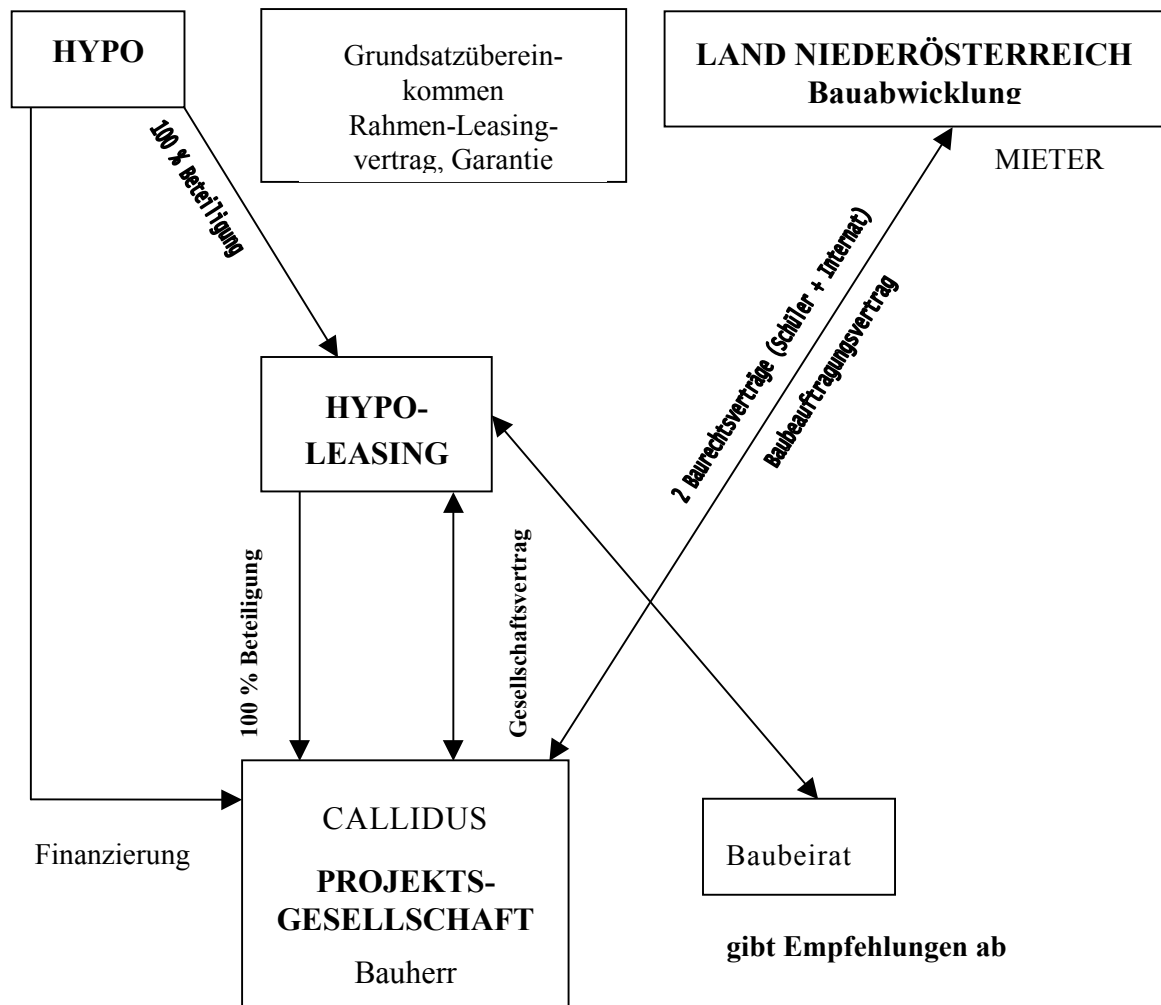 HYPO
Grundsatzüberein-
kommen
Rahmen-Leasing-
vertrag, Garantie
LAND NIEDERÖSTERREICH
Bauabwicklung
MIETER
100 % Beteiligung
2 Baurechtsverträge (Schüler + Internat)
Baubeauftragungsvertrag
HYPO-
LEASING
100 % Beteiligung
Gesellschaftsvertrag
Finanzierung
CALLIDUS
PROJEKTS-
GESELLSCHAFT
Bauherr
Baubeirat
gibt Empfehlungen ab